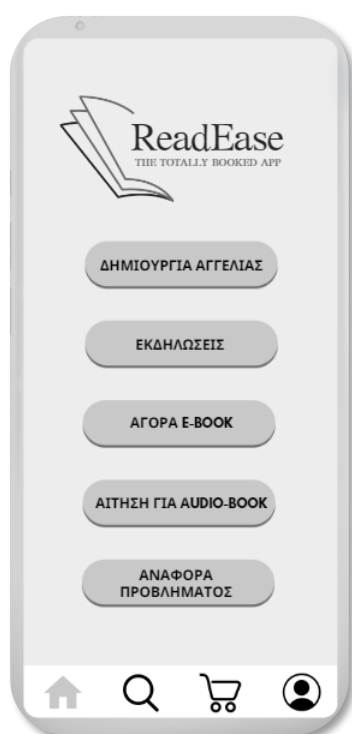 ReadEase
THE TOTALLY BOOKED APP
ΔΗΜΙΟΥΡΓΙΑ ΑΓΓΕΛΙΑΣ
ΕΚΔΗΛΩΣΕΙΣ
ΑΓΟΡΑ E-BOOK
ΑΙΤΗΣΗ ΓΙΑ AUDIO-BOOK
ΑΝΑΦΟΡΑ
ΠΡΟΒΛΗΜΑΤΟΣ